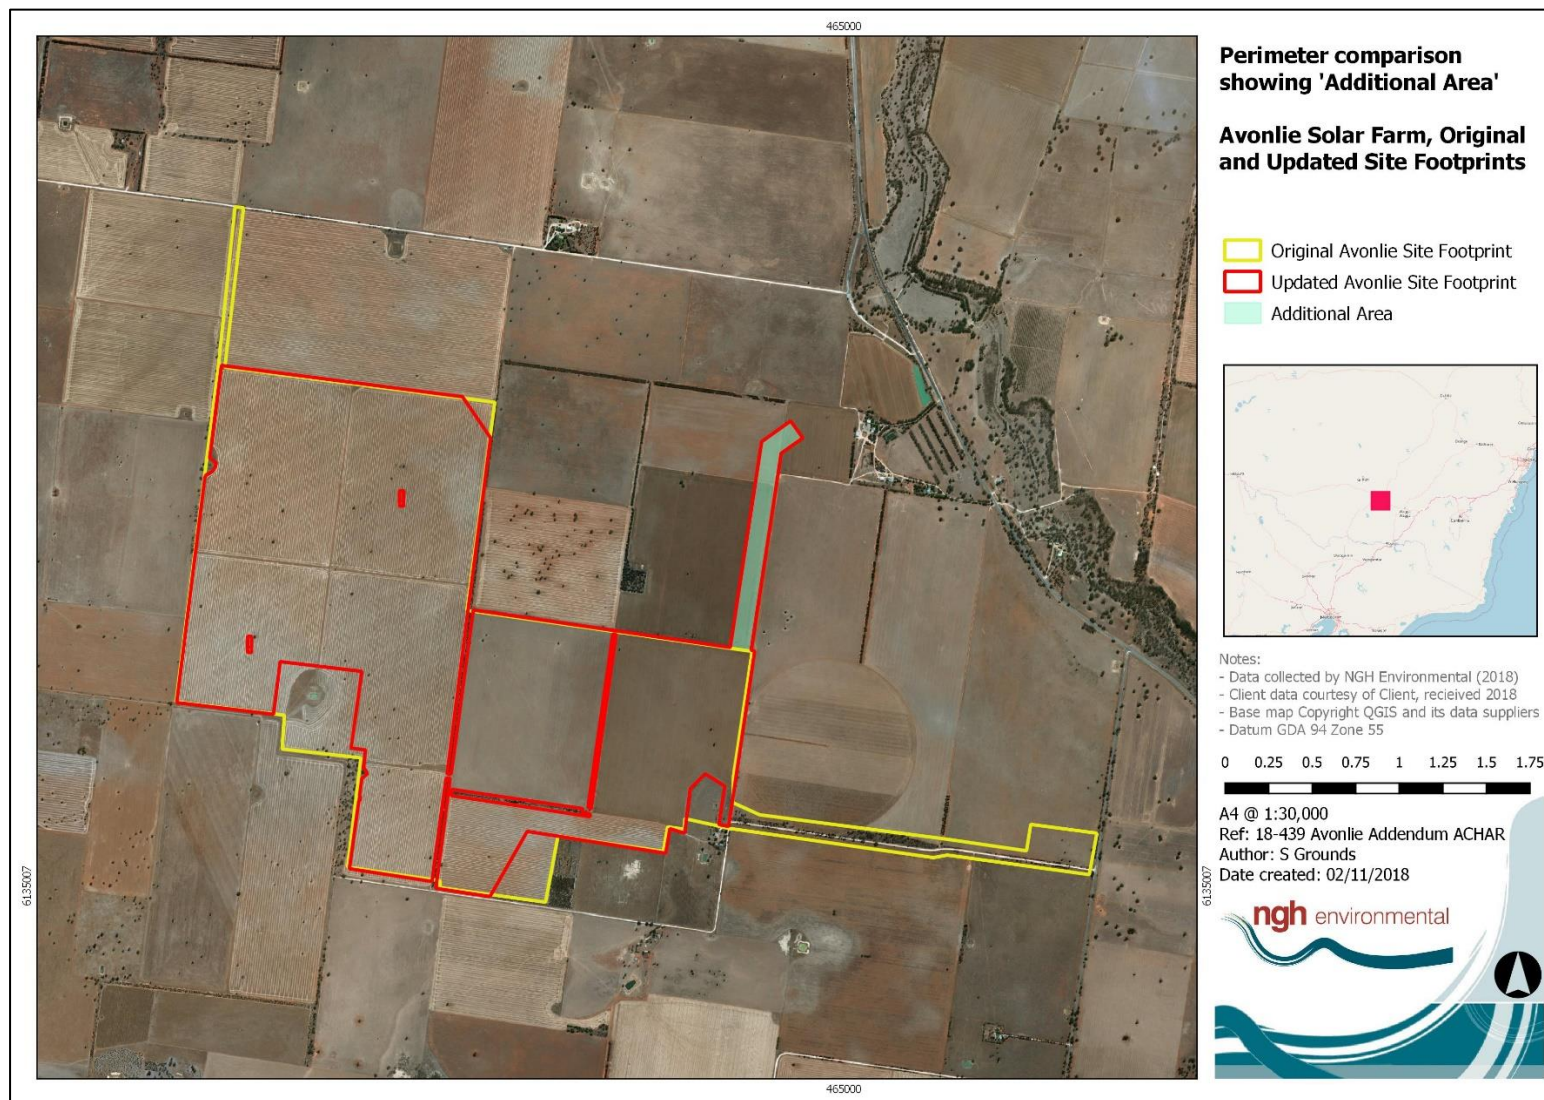 465000
Perimeter comparison
showing 'Additional Area'
Avonlie Solar Farm, Original
and Updated Site Footprints
Original Avonlie Site Footprint
Updated Avonlie Site Footprint
Additional Area
Notes:
- Data collected by NGH Environmental (2018)
- Client data courtesy of Client, recieived 2018
- Base map Copyright QGIS and its data suppliers
- Datum GDA 94 Zone 55
0 0.25 0.5 0.75 1 1.25 1.5 1.75
A4 @ 1:30,000
Ref: 18-439 Avonlie Addendum ACHAR
Author: S Grounds
Date created: 02/11/2018
6135007
6135007
ngh environmental
465000